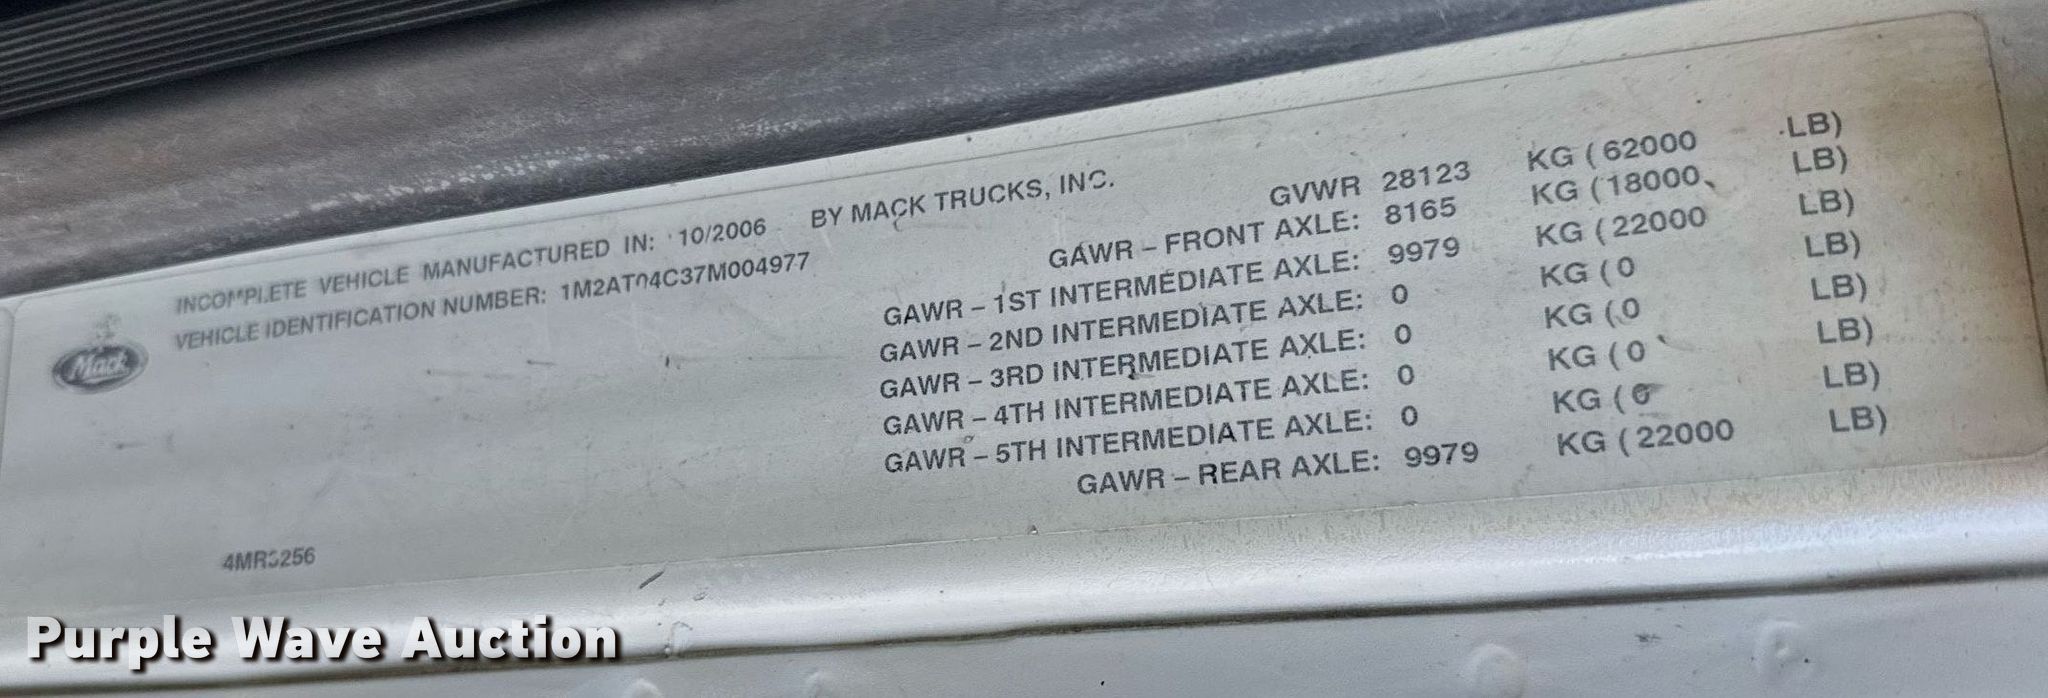 INCOMPLETE VEHICLE MANUFACTURED IN: 10/2006 BY MACK TRUCKS, INC.
VEHICLE IDENTIFICATION NUMBER: 1M2AT04C37M004977
Mack
GVWR 28123 KG (62000 LB)
GAWR – FRONT AXLE: 8165 KG (18000 LB)
GAWR – 1ST INTERMEDIATE AXLE: 9979 KG (22000 LB)
GAWR – 2ND INTERMEDIATE AXLE: 0 KG (0 LB)
GAWR – 3RD INTERMEDIATE AXLE: 0 KG (0 LB)
GAWR – 4TH INTERMEDIATE AXLE: 0 KG (0 LB)
GAWR – 5TH INTERMEDIATE AXLE: 0 KG (0 LB)
GAWR – REAR AXLE: 9979 KG (22000 LB)
Purple Wave Auction